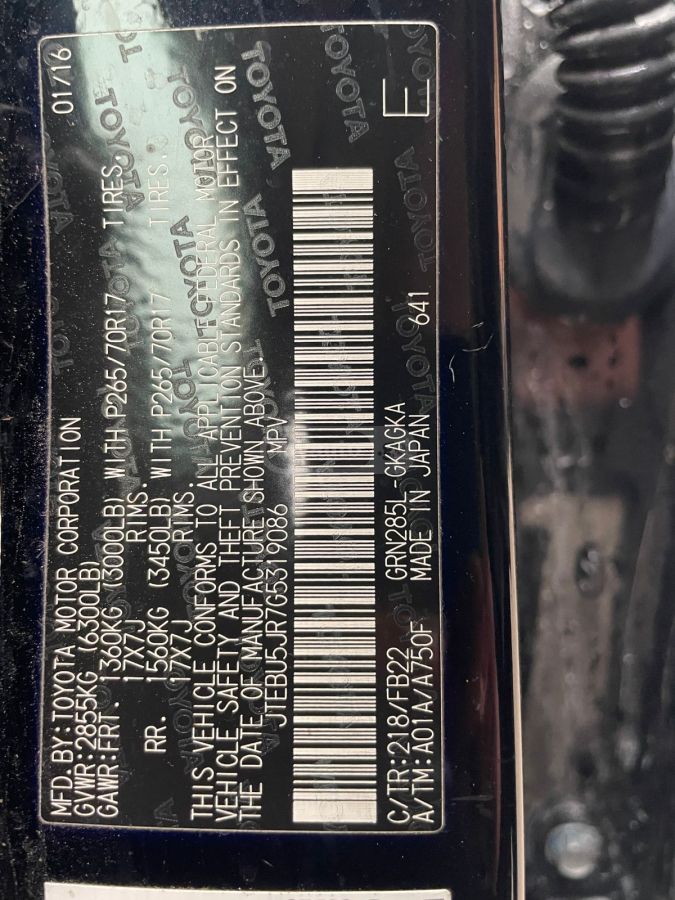 MFD. BY: TOYOTA MOTOR CORPORATION 01/16
GVWR: 2855KG (6300LB)
GAWR: FRT. 1360KG (3000LB) WITH P265/70R17 TIRES,
17X7J RIMS.
RR. 1560KG (3450LB) WITH P265/70R17 TIRES,
17X7J RIMS.
THIS VEHICLE CONFORMS TO ALL APPLICABLE FEDERAL MOTOR
VEHICLE SAFETY AND THEFT PREVENTION STANDARDS IN EFFECT ON
THE DATE OF MANUFACTURE SHOWN ABOVE.
JTEBU5JR7G5319086 MPV
E
C/TR: 218/FB22 GRN285L-GKAGKA
A/TM: A01A/A750F MADE IN JAPAN 641